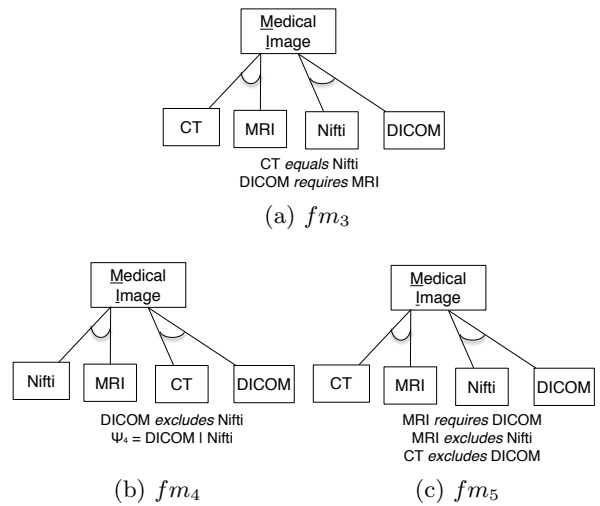 Medical
Image
CT
MRI
Nifti
DICOM
CT equals Nifti
DICOM requires MRI
(a) fm₃
Medical
Image
Nifti
MRI
CT
DICOM
DICOM excludes Nifti
Ψ₄ = DICOM | Nifti
(b) fm₄
Medical
Image
CT
MRI
Nifti
DICOM
MRI requires DICOM
MRI excludes Nifti
CT excludes DICOM
(c) fm₅